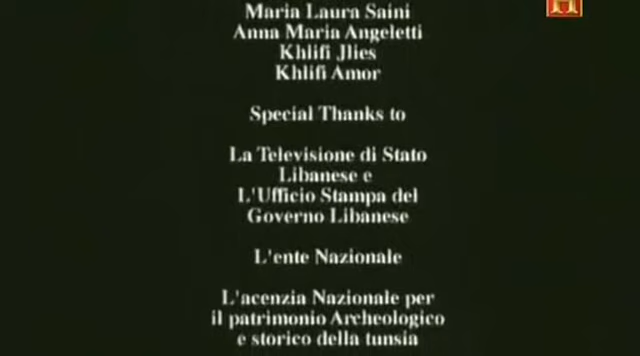 Maria Laura Saini
Anna Maria Angeletti
Khlifi Jlies
Khlifi Amor
Special Thanks to
La Televisione di Stato
Libanese e
L'Ufficio Stampa del
Governo Libanese
L'ente Nazionale
L'acenzia Nazionale per
il patrimonio Archeologico
e storico della tunsia
H